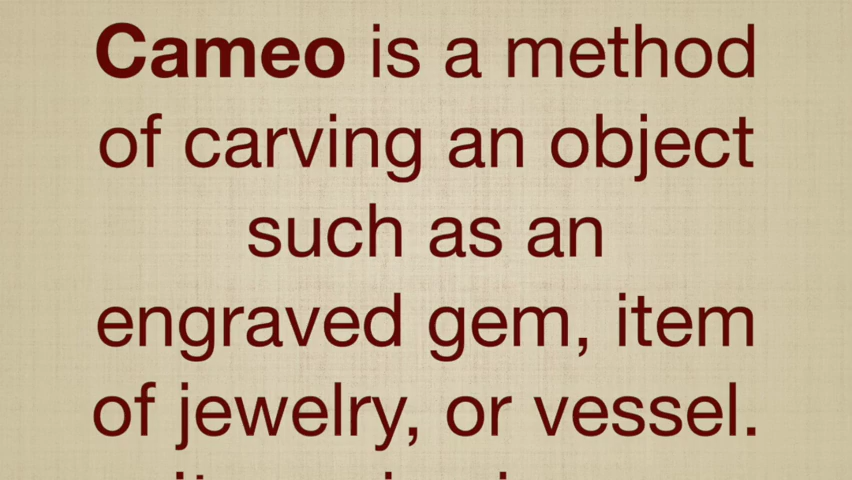 Cameo is a method
of carving an object
such as an
engraved gem, item
of jewelry, or vessel.